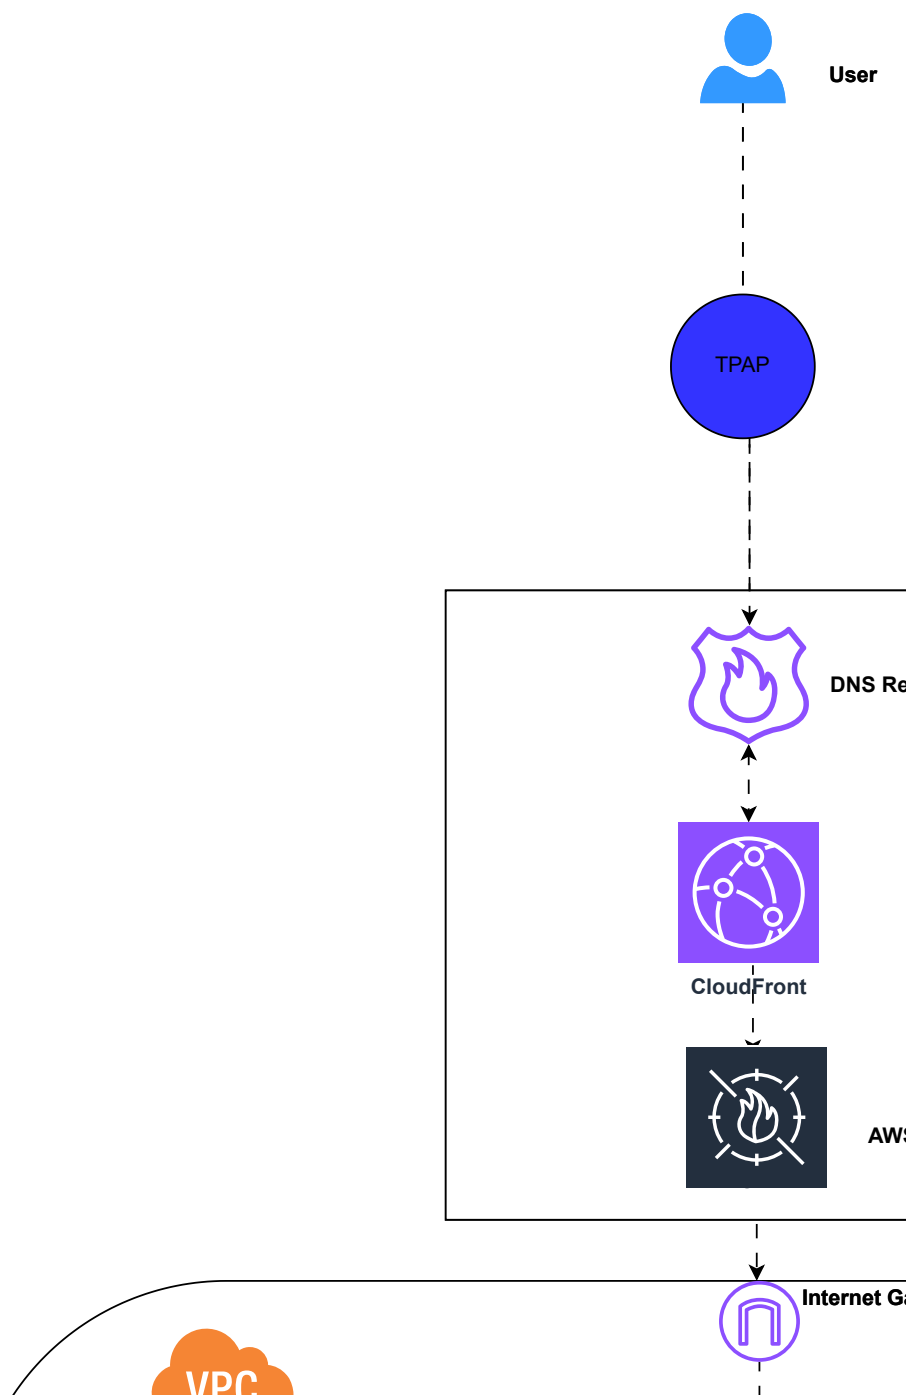 User
TPAP
DNS Re
CloudFront
AWS
Internet Ga
VPC